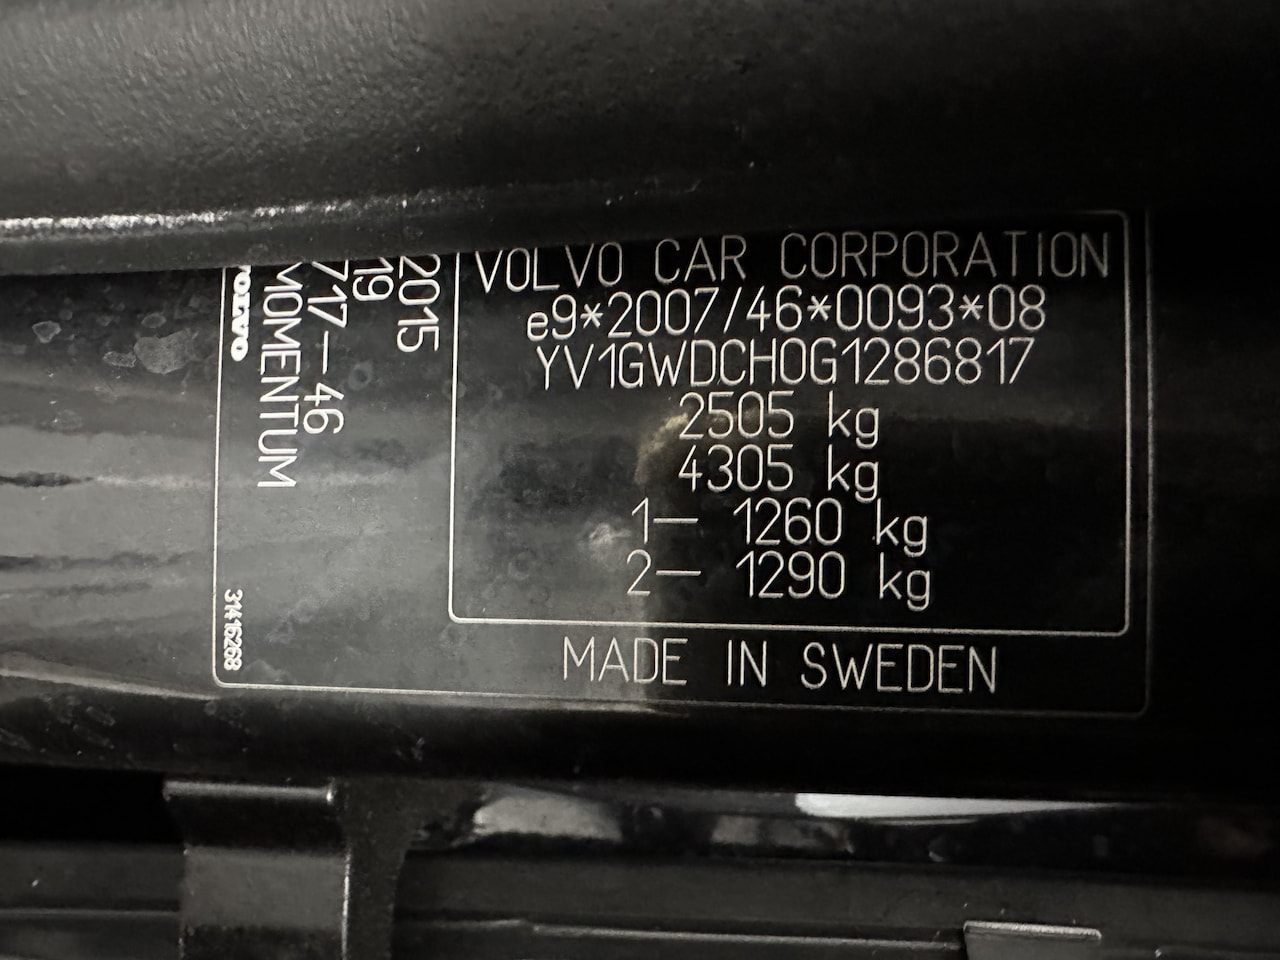 VOLVO CAR CORPORATION
e9*2007/46*0093*08
YV1GWDCH0G1286817
2505 kg
4305 kg
1— 1260 kg
2— 1290 kg
MADE IN SWEDEN
2015
19
717—46
MOMENTUM
VOLVO
31416268